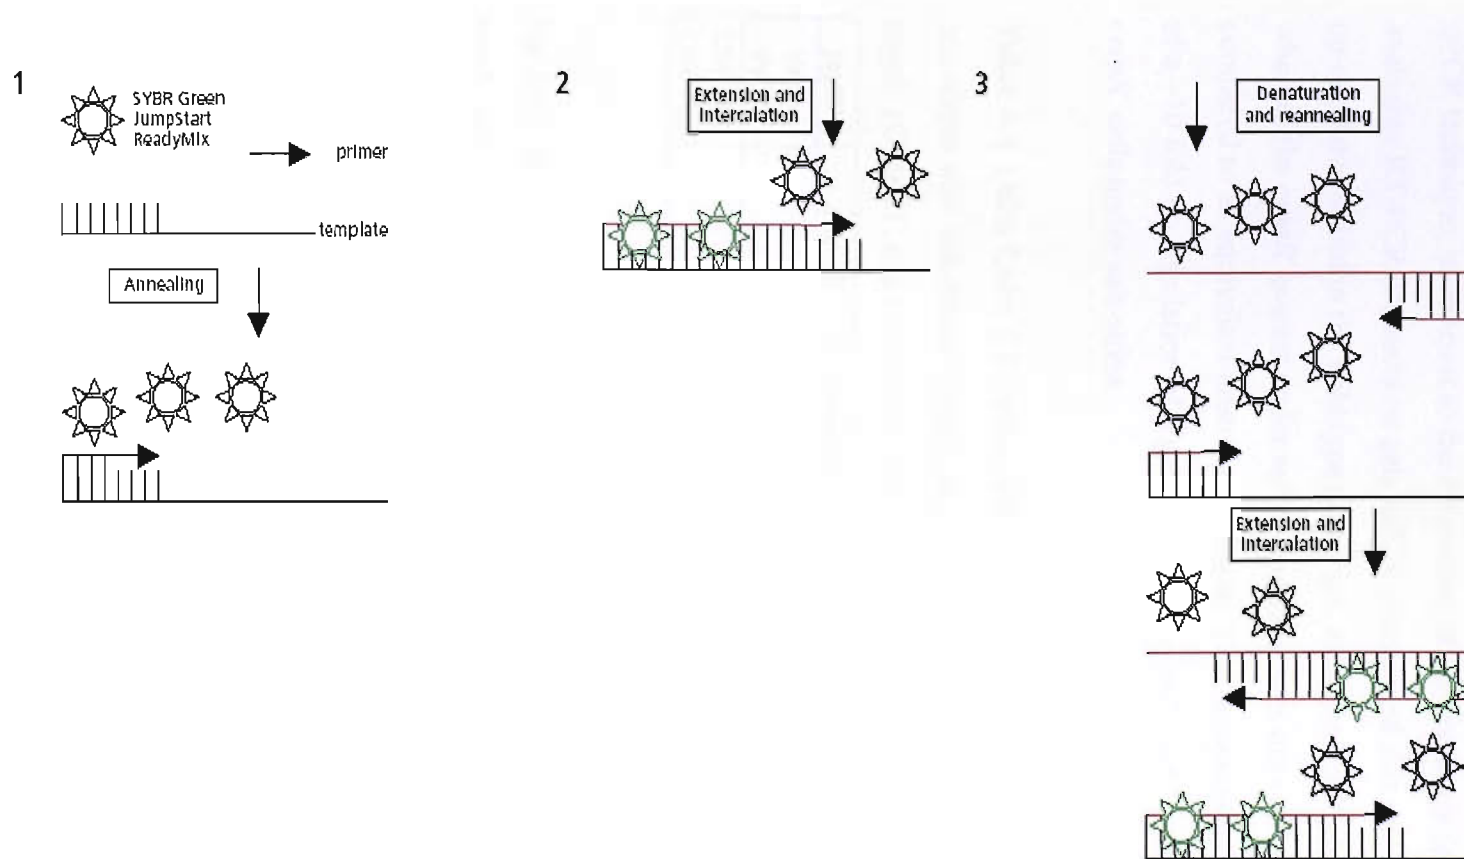 1
SYBR Green
JumpStart
ReadyMix
primer
template
Annealing
2
Extension and
Intercalation
3
Denaturation
and reannealing
Extension and
Intercalation